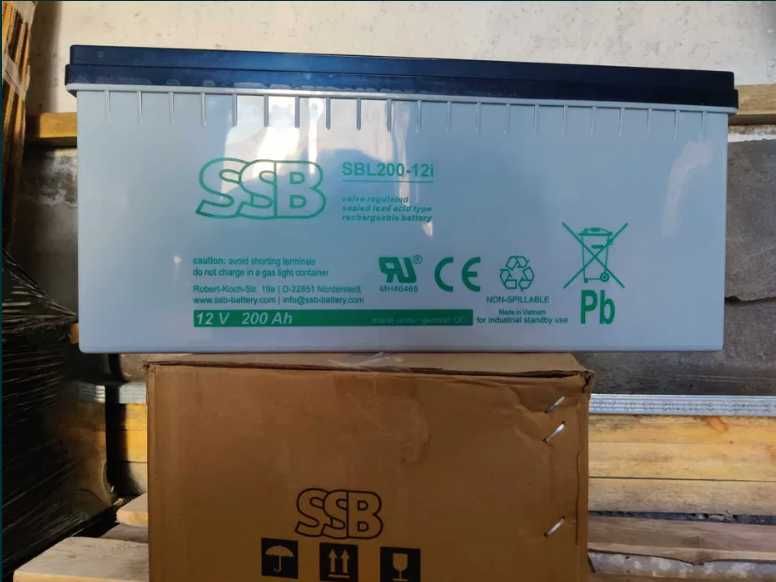 SSB
SBL200-12i
valve regulated
sealed lead acid type
rechargeable battery
caution: avoid shorting terminals
do not charge in a gas tight container
Robert-Koch-Str. 19a | D-22851 Norderstedt
www.ssb-battery.com | info@ssb-battery.com
12 V 200 Ah
MH46465
CE
NON-SPILLABLE
Made in Vietnam
for industrial standby use
Pb
SSB